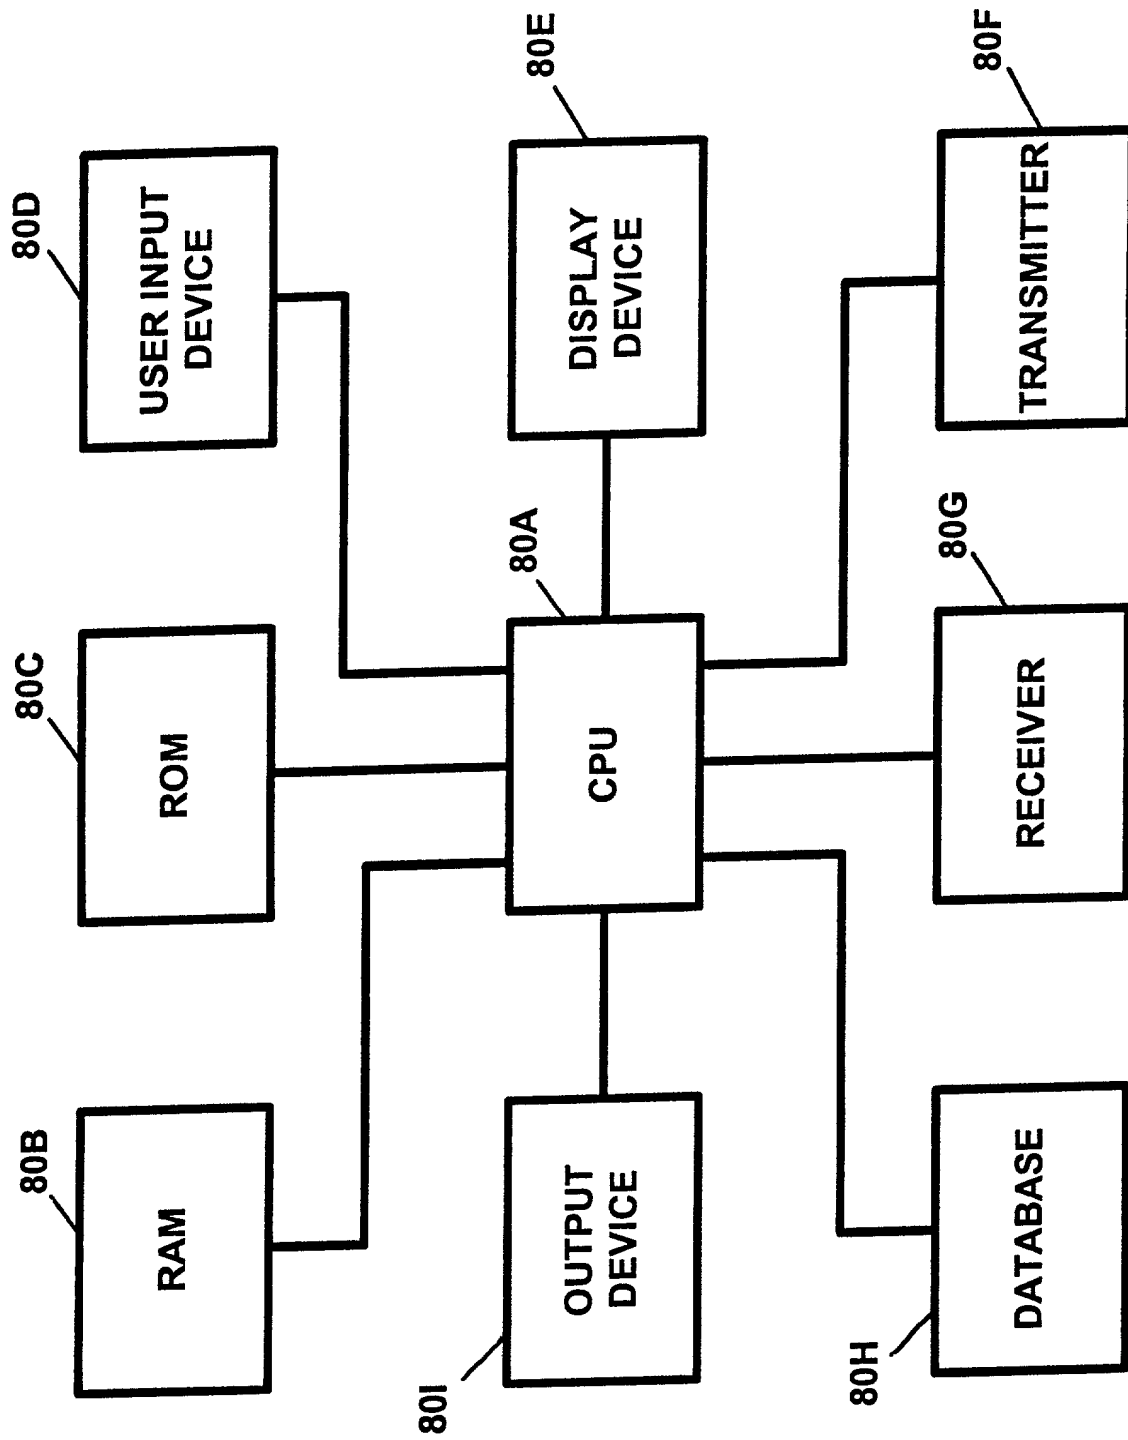 80B
RAM
80C
ROM
80D
USER INPUT
DEVICE
80I
OUTPUT
DEVICE
80A
CPU
80E
DISPLAY
DEVICE
80H
DATABASE
80G
RECEIVER
80F
TRANSMITTER